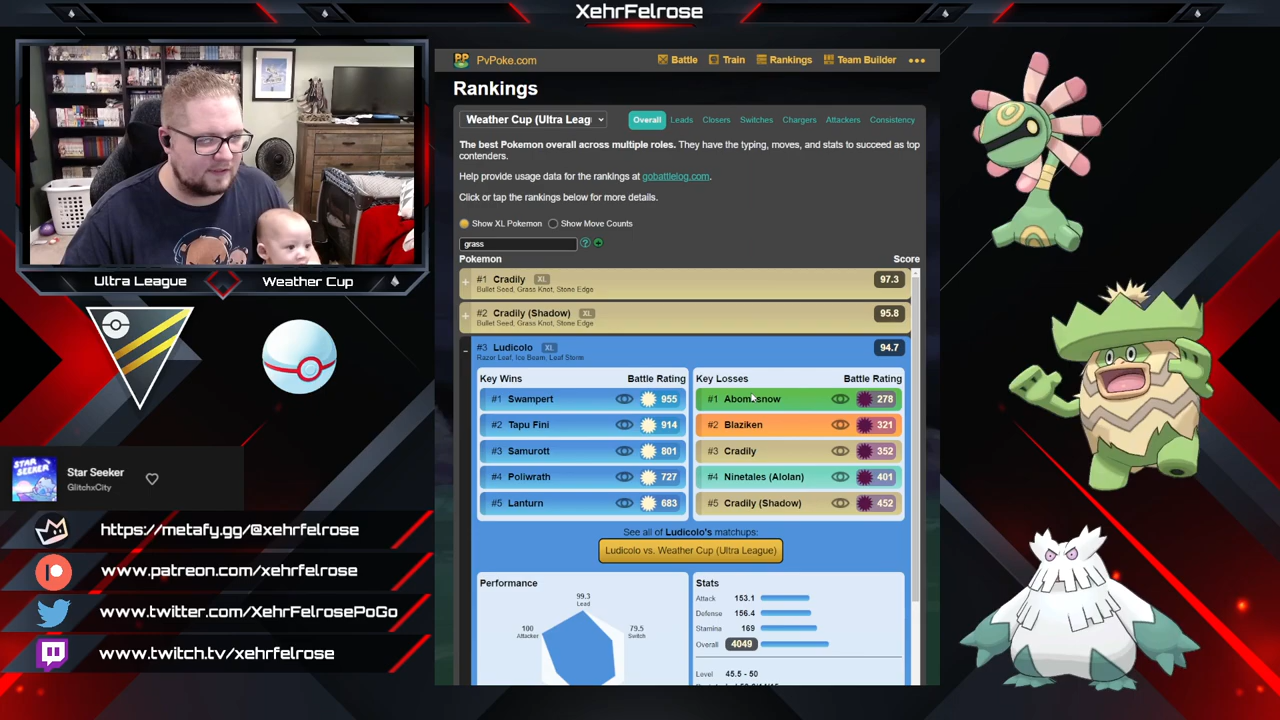 XehrFelrose
PvPoke.com
Battle
Train
Rankings
Team Builder
Rankings
Weather Cup (Ultra Leag
Overall
Leads
Closers
Switches
Chargers
Attackers
Consistency
The best Pokemon overall across multiple roles. They have the typing, moves, and stats to succeed as top
contenders.
Help provide usage data for the rankings at gobattlelog.com.
Click or tap the rankings below for more details.
Show XL Pokemon
Show Move Counts
grass
Pokemon
Score
#1 Cradily XL
97.3
Bullet Seed, Grass Knot, Stone Edge
#2 Cradily (Shadow) XL
95.8
Bullet Seed, Grass Knot, Stone Edge
#3 Ludicolo XL
94.7
Razor Leaf, Ice Beam, Leaf Storm
Key Wins
Battle Rating
#1 Swampert 955
#2 Tapu Fini 914
#3 Samurott 801
#4 Poliwrath 727
#5 Lanturn 683
Key Losses
Battle Rating
#1 Abomasnow 278
#2 Blaziken 321
#3 Cradily 352
#4 Ninetales (Alolan) 401
#5 Cradily (Shadow) 452
See all of Ludicolo's matchups:
Ludicolo vs. Weather Cup (Ultra League)
Performance
99.3
Lead
100
Attacker
79.5
Switch
Stats
Attack 153.1
Defense 156.4
Stamina 169
Overall 4049
Level 45.5 - 50
Ultra League
Weather Cup
STAR SEEKER
Star Seeker
GlitchxCity
https://metafy.gg/@xehrfelrose
www.patreon.com/xehrfelrose
www.twitter.com/XehrFelrosePoGo
www.twitch.tv/xehrfelrose